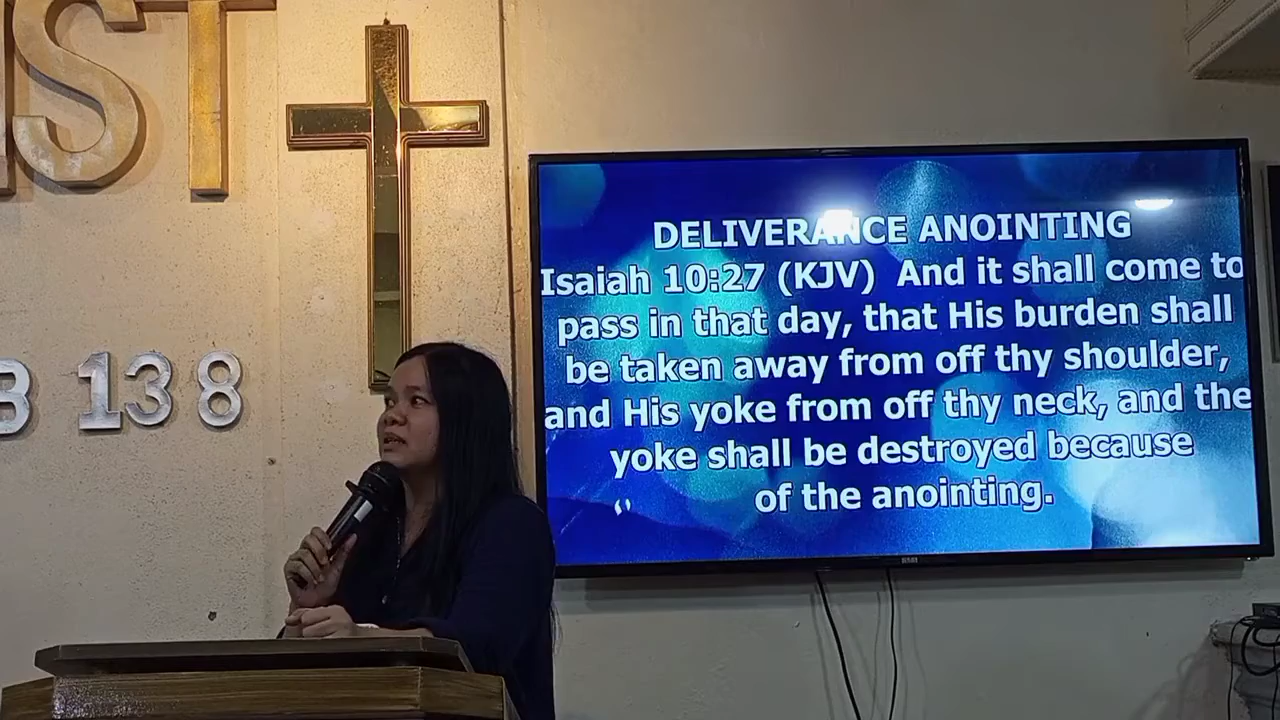 IST
B 138
DELIVERANCE ANOINTING
Isaiah 10:27 (KJV) And it shall come to
pass in that day, that His burden shall
be taken away from off thy shoulder,
and His yoke from off thy neck, and the
yoke shall be destroyed because
of the anointing.